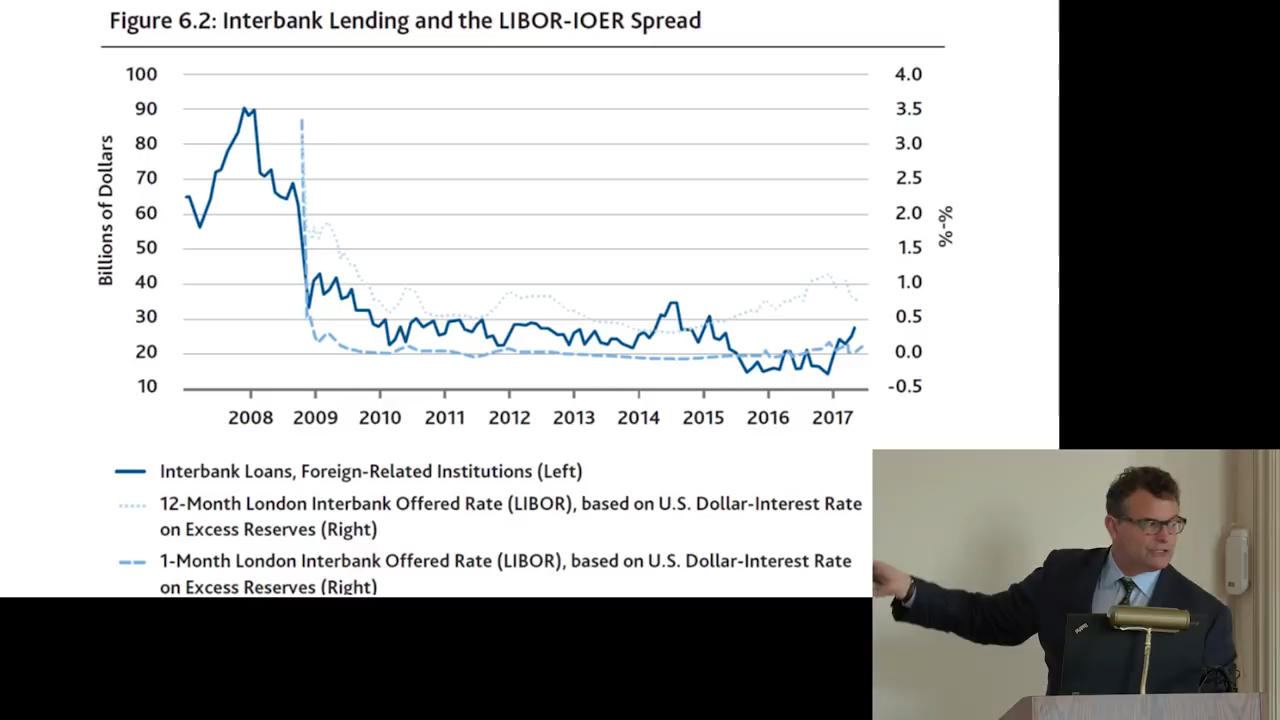 Figure 6.2: Interbank Lending and the LIBOR-IOER Spread
Billions of Dollars
100
90
80
70
60
50
40
30
20
10
4.0
3.5
3.0
2.5
2.0
1.5
1.0
0.5
0.0
-0.5
%-%
2008 2009 2010 2011 2012 2013 2014 2015 2016 2017
Interbank Loans, Foreign-Related Institutions (Left)
12-Month London Interbank Offered Rate (LIBOR), based on U.S. Dollar-Interest Rate
on Excess Reserves (Right)
1-Month London Interbank Offered Rate (LIBOR), based on U.S. Dollar-Interest Rate
on Excess Reserves (Right)